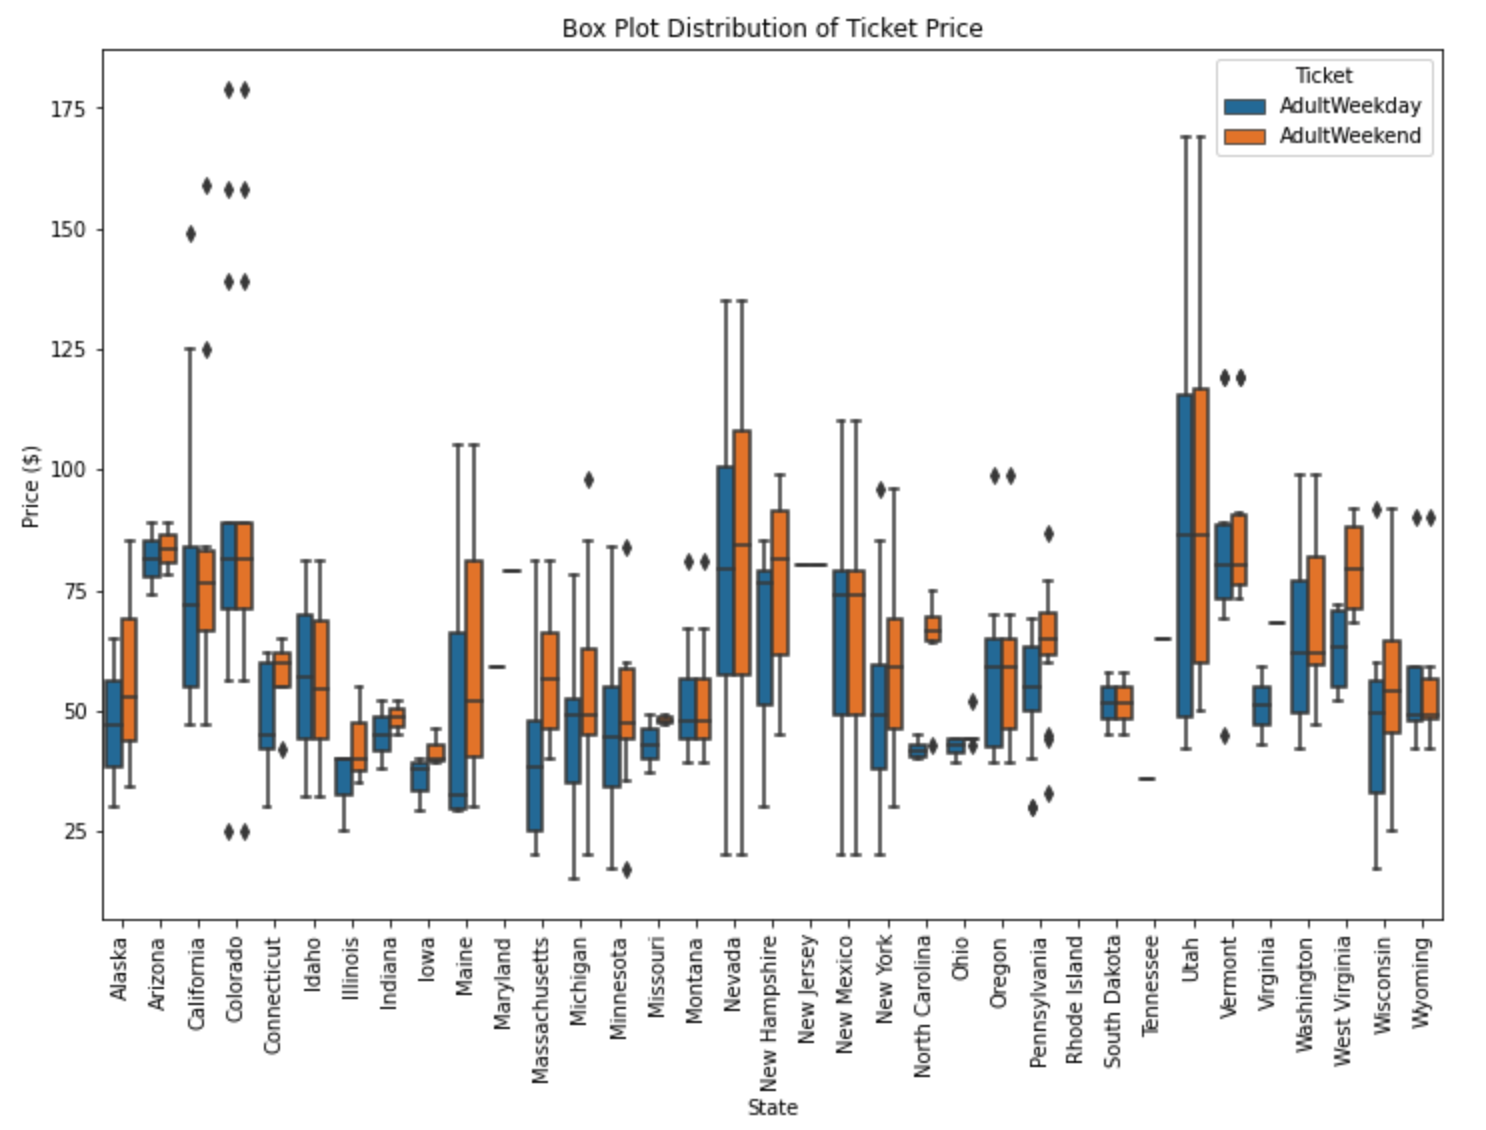 Box Plot Distribution of Ticket Price
Ticket
AdultWeekday
AdultWeekend
175
150
125
100
75
50
25
Price ($)
Alaska
Arizona
California
Colorado
Connecticut
Idaho
Illinois
Indiana
Iowa
Maine
Maryland
Massachusetts
Michigan
Minnesota
Missouri
Montana
Nevada
New Hampshire
New Jersey
New Mexico
New York
North Carolina
Ohio
Oregon
Pennsylvania
Rhode Island
South Dakota
Tennessee
Utah
Vermont
Virginia
Washington
West Virginia
Wisconsin
Wyoming
State